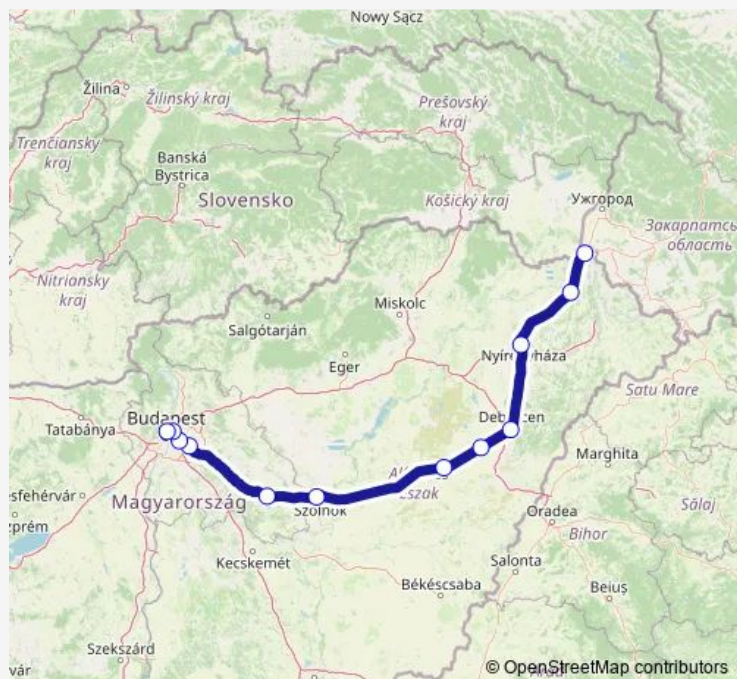 Nowy Sącz
Žilina
Žilinský kraj
Prešovský
kraj
Trenčiansky
kraj
Banská
Bystrica
Slovensko
Košický kraj
Ужгород
Закарпатсь
область
Nitriansky
kraj
Miskolc
Salgótarján
Eger
Satu Mare
Tatabánya
Budapest
Marghita
esfehérvár
Magyarország
Szolnok
Észak
Oradea
Sălaj
zprém
Bihor
Kecskemét
Salonta
Békéscsaba
Beiuș
Szekszárd
vár
© OpenStreetMap contributors